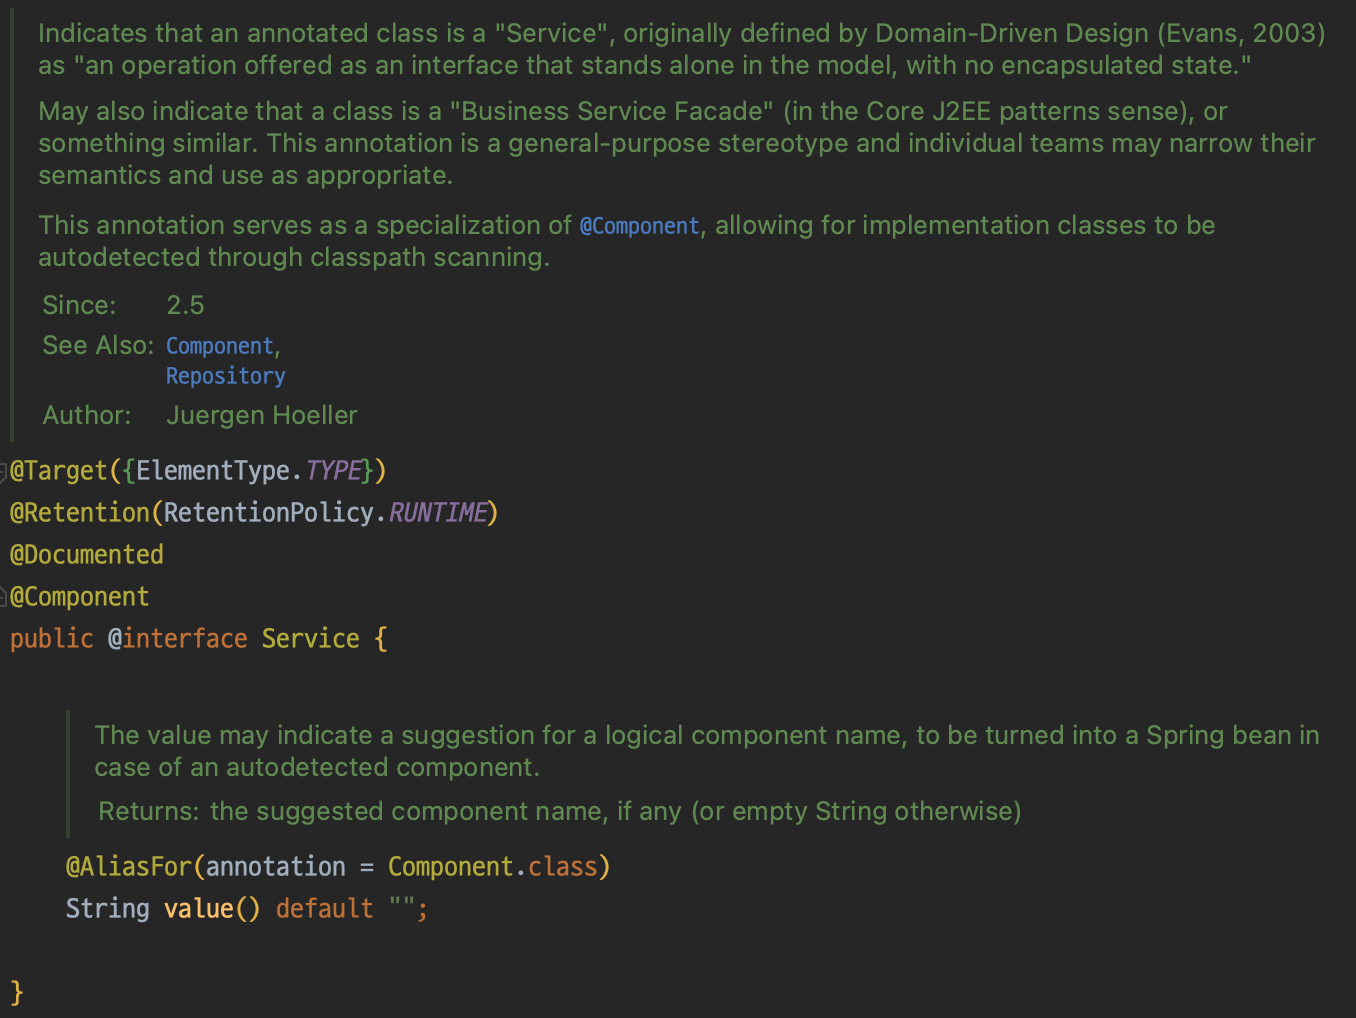 Indicates that an annotated class is a "Service", originally defined by Domain-Driven Design (Evans, 2003)
as "an operation offered as an interface that stands alone in the model, with no encapsulated state."
May also indicate that a class is a "Business Service Facade" (in the Core J2EE patterns sense), or
something similar. This annotation is a general-purpose stereotype and individual teams may narrow their
semantics and use as appropriate.
This annotation serves as a specialization of @Component, allowing for implementation classes to be
autodetected through classpath scanning.
Since: 2.5
See Also: Component,
Repository
Author: Juergen Hoeller
@Target({ElementType.TYPE})
@Retention(RetentionPolicy.RUNTIME)
@Documented
@Component
public @interface Service {
The value may indicate a suggestion for a logical component name, to be turned into a Spring bean in
case of an autodetected component.
Returns: the suggested component name, if any (or empty String otherwise)
@AliasFor(annotation = Component.class)
String value() default "";
}